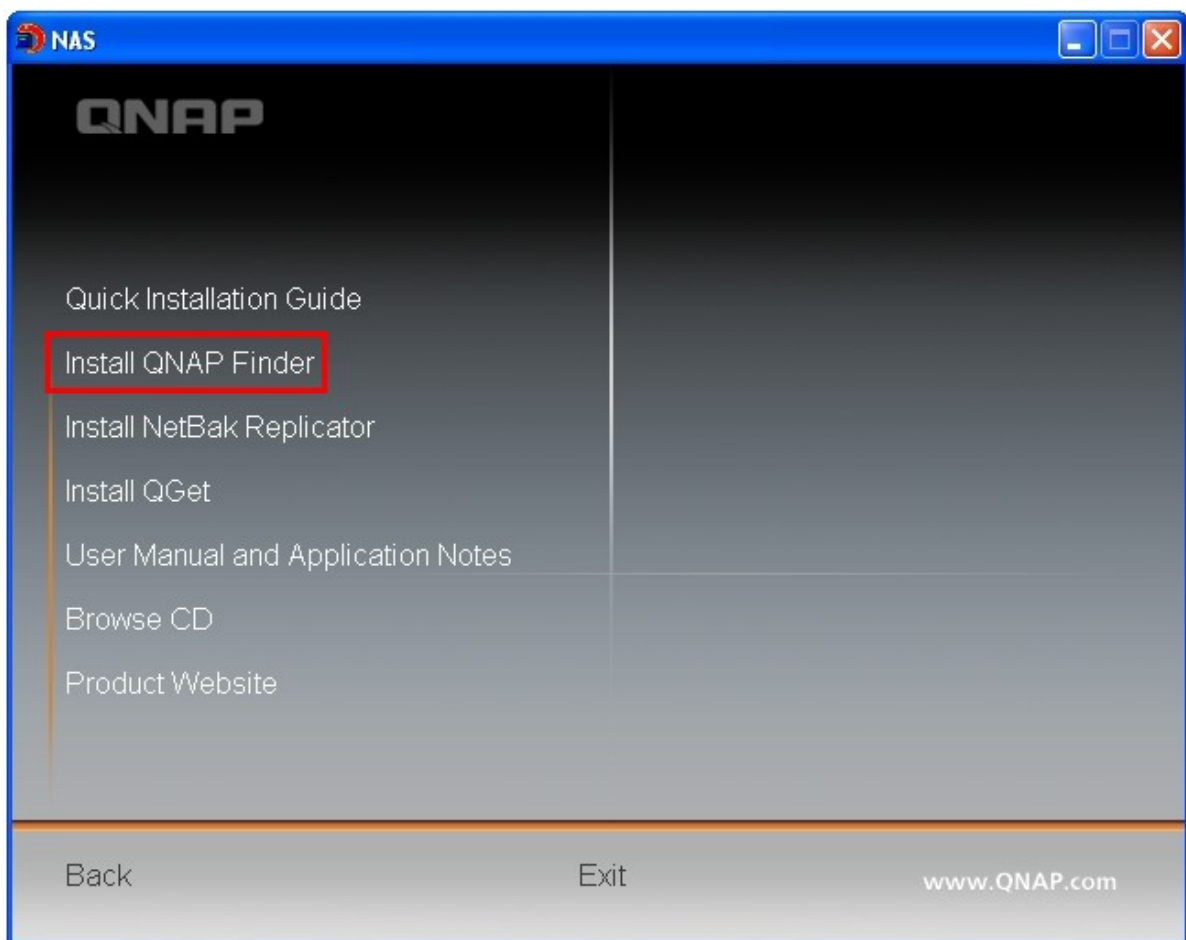 NAS
QNAP
Quick Installation Guide
Install QNAP Finder
Install NetBak Replicator
Install QGet
User Manual and Application Notes
Browse CD
Product Website
Back
Exit
www.QNAP.com